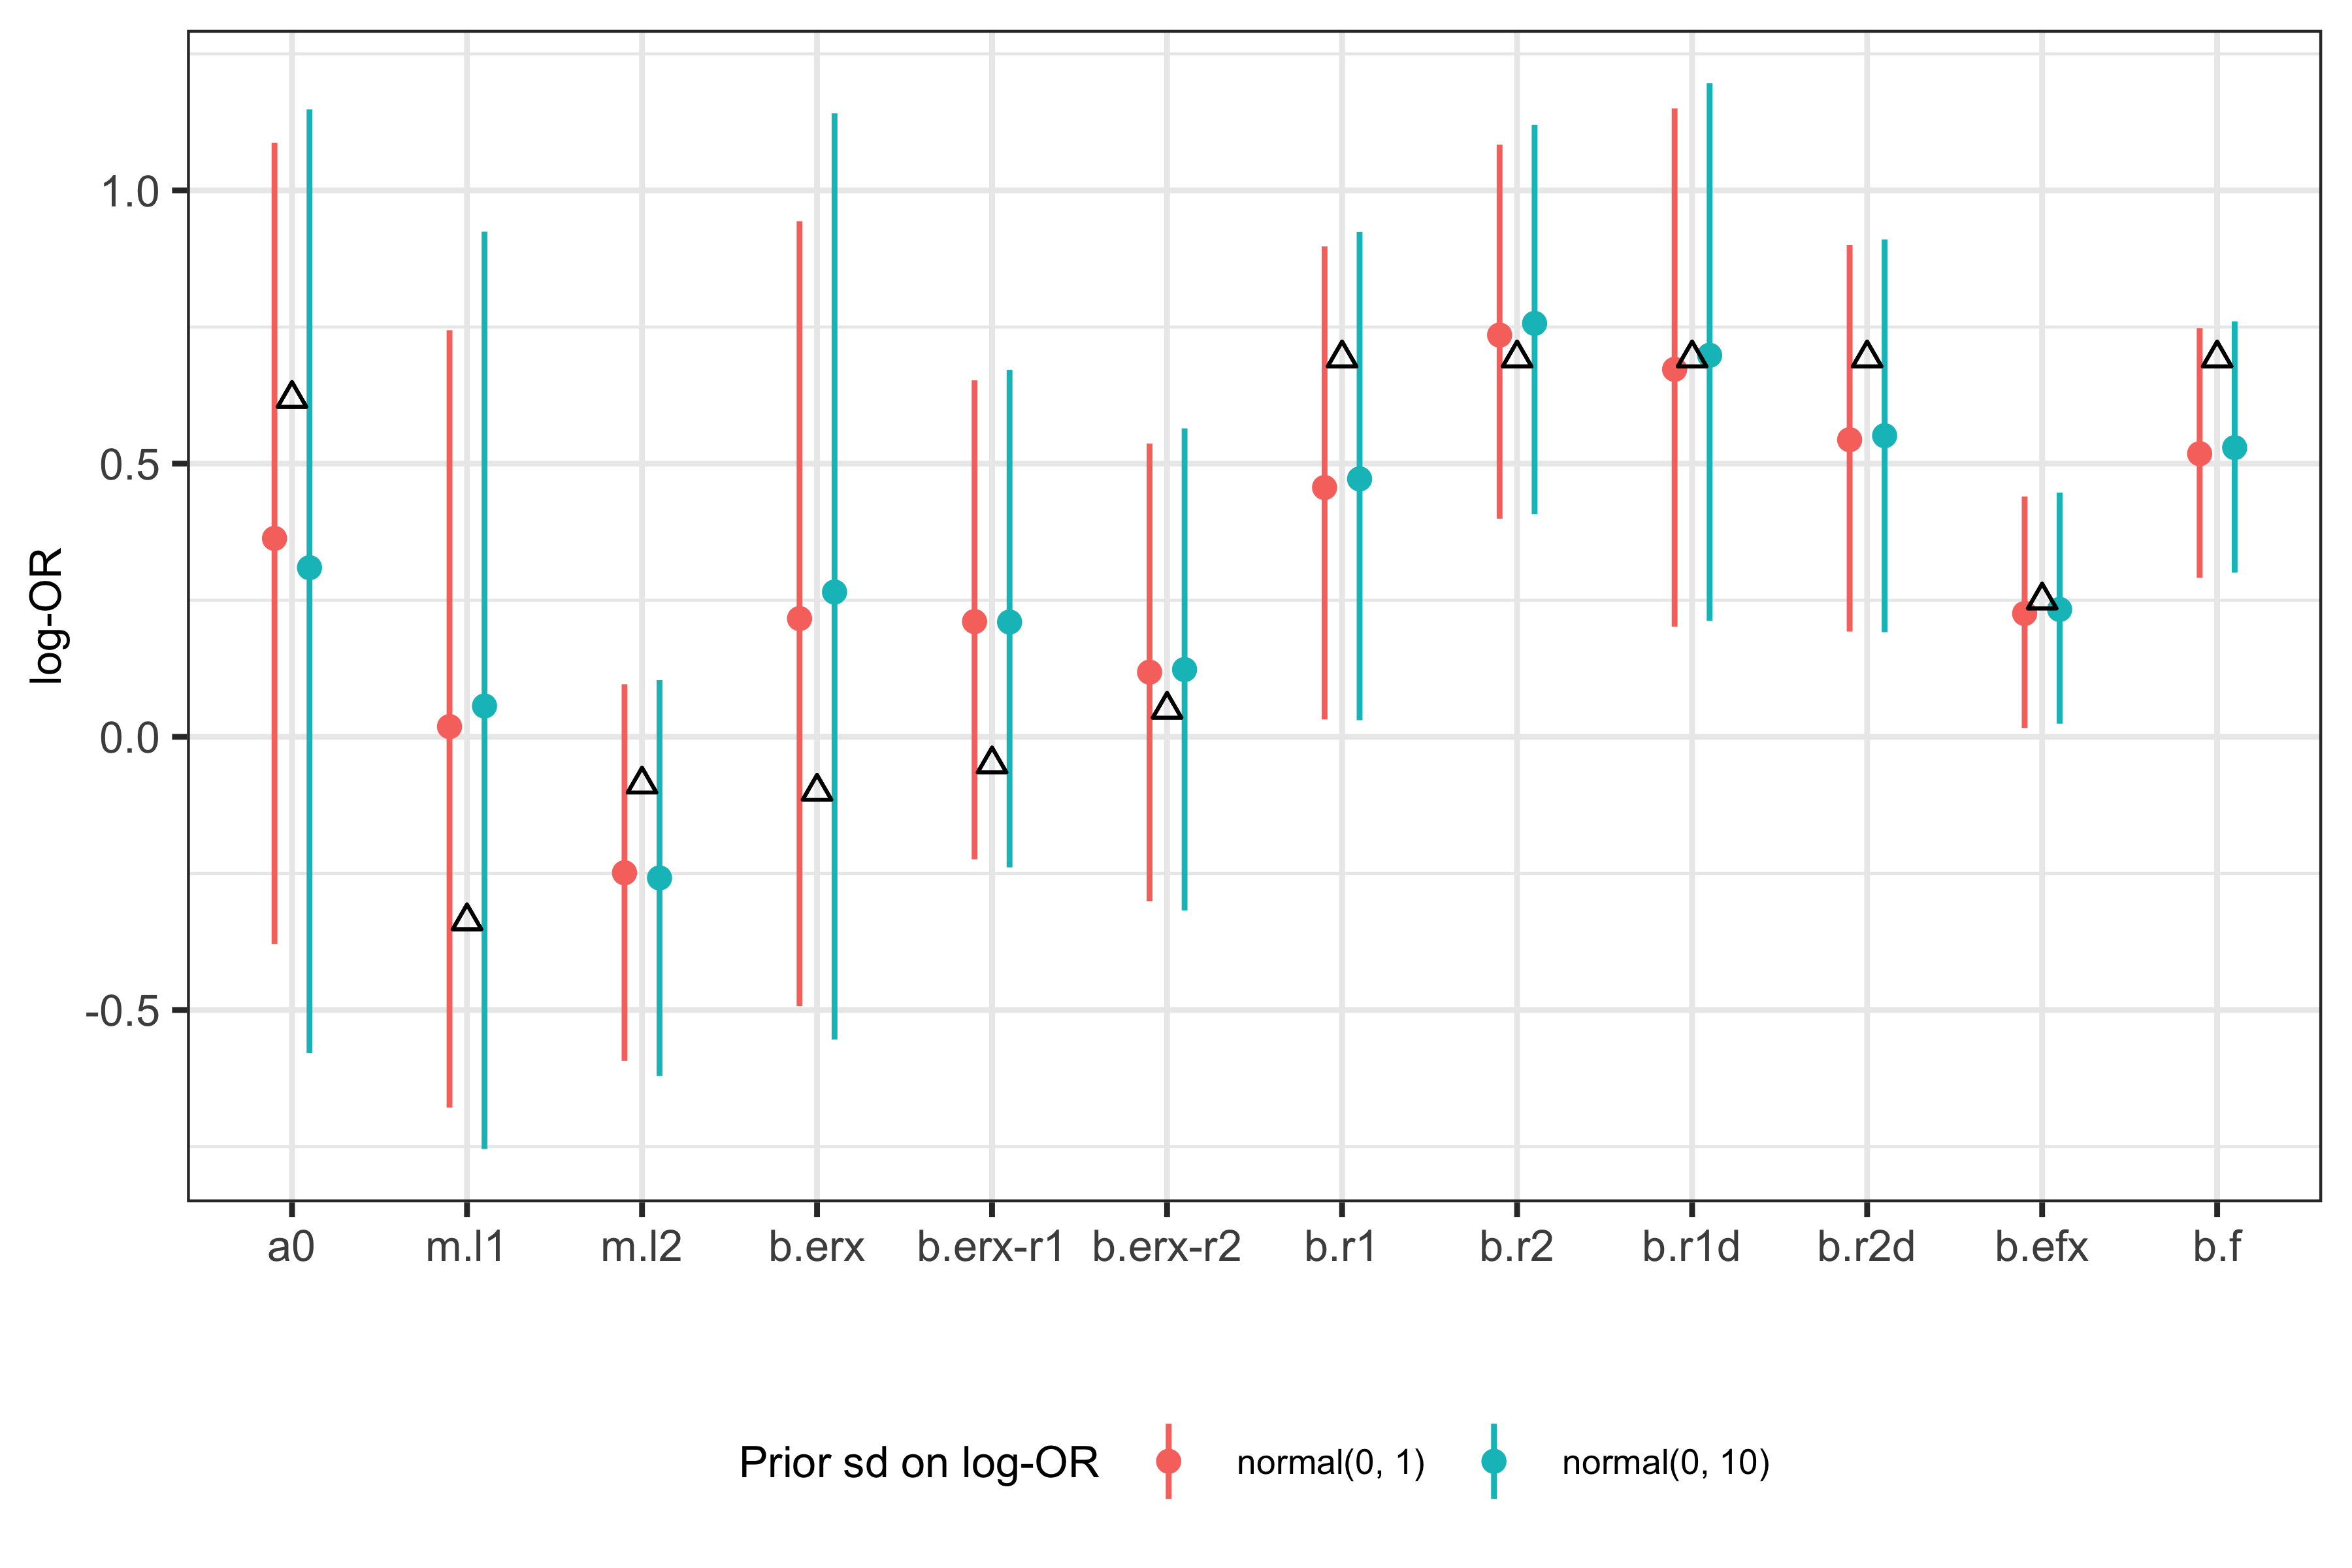 log-OR
1.0
0.5
0.0
-0.5
a0 m.l1 m.l2 b.erx b.erx-r1 b.erx-r2 b.r1 b.r2 b.r1d b.r2d b.efx b.f
Prior sd on log-OR normal(0, 1) normal(0, 10)